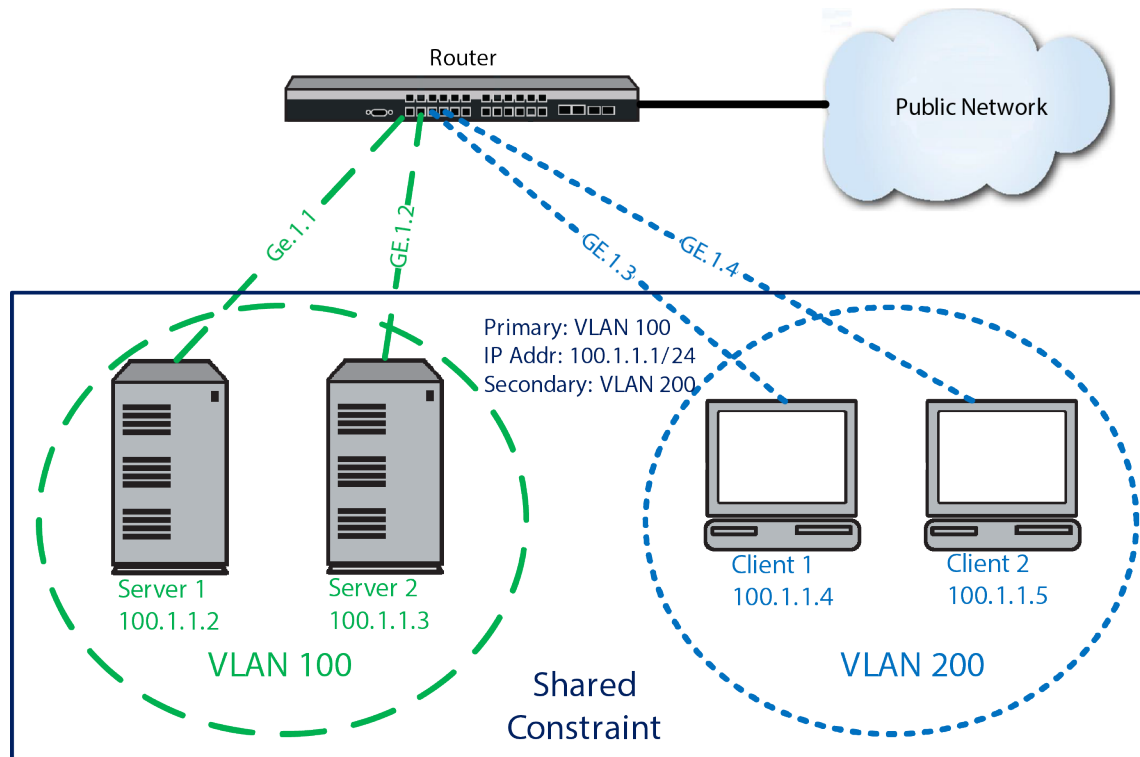 Router
Public Network
Ge.1.1
GE.1.2
GE.1.3
GE.1.4
Primary: VLAN 100
IP Addr: 100.1.1.1/24
Secondary: VLAN 200
Server 1
100.1.1.2
Server 2
100.1.1.3
Client 1
100.1.1.4
Client 2
100.1.1.5
VLAN 100
VLAN 200
Shared
Constraint